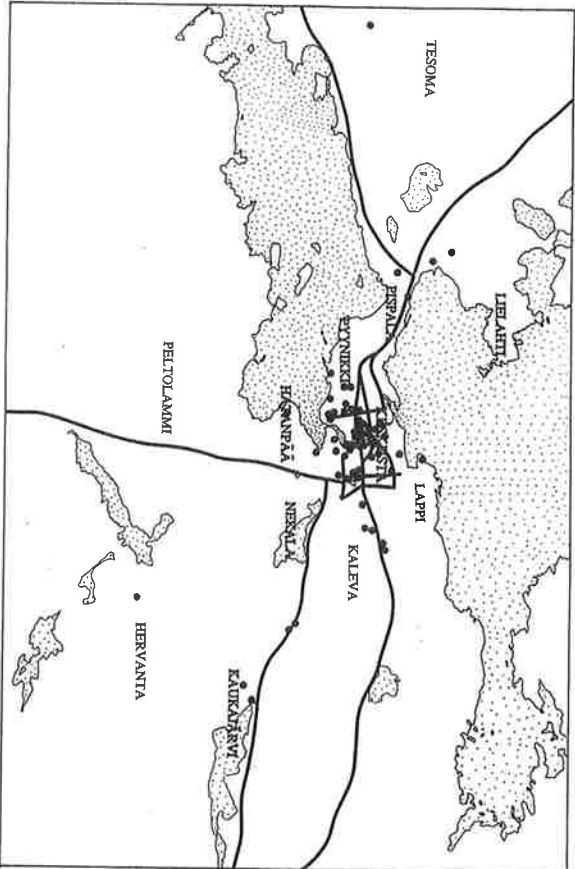 LIELAHTI
TESOMA
LAPPI
PISPALA
KALEVA
PYYNIKKI
NEKALA
HATANPÄÄ
KAUKAJÄRVI
PELTOLAMMI
HERVANTA